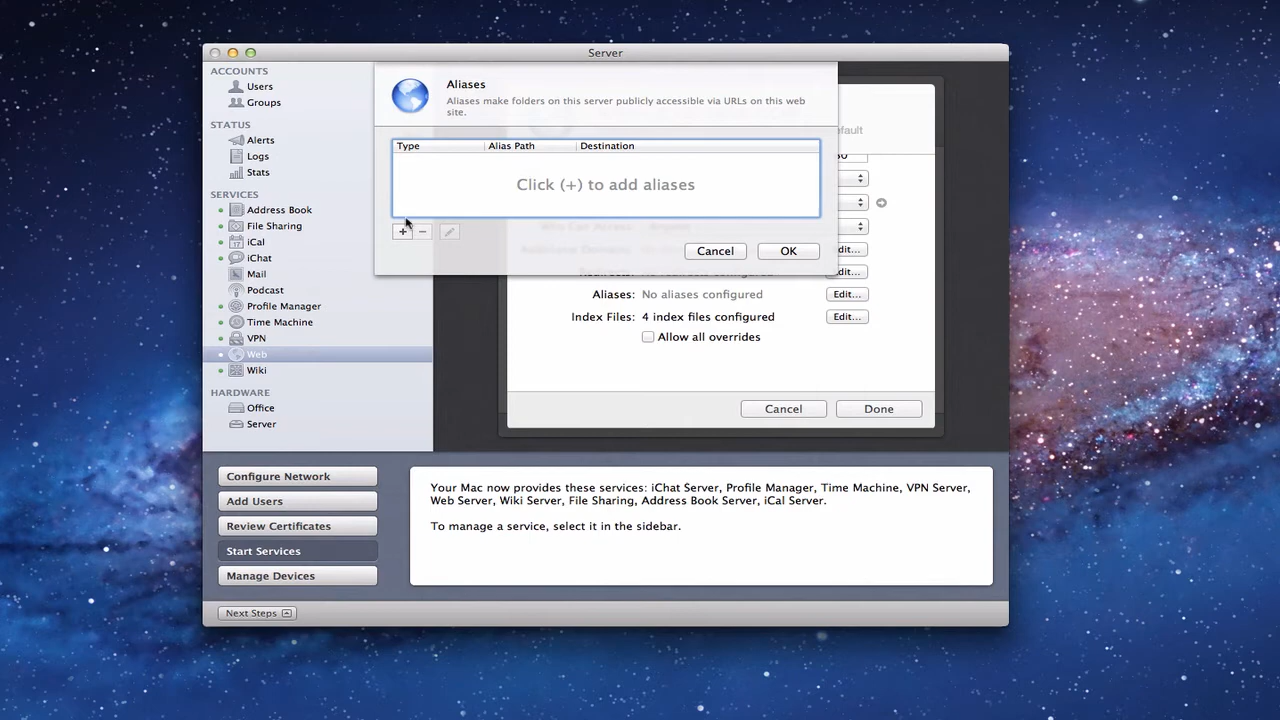 Server
ACCOUNTS
Users
Groups
STATUS
Alerts
Logs
Stats
SERVICES
Address Book
File Sharing
iCal
iChat
Mail
Podcast
Profile Manager
Time Machine
VPN
Web
Wiki
HARDWARE
Office
Server
Aliases
Aliases make folders on this server publicly accessible via URLs on this web
site.
Type Alias Path Destination
Click (+) to add aliases
Cancel OK
Aliases: No aliases configured Edit...
Index Files: 4 index files configured Edit...
Allow all overrides
Cancel Done
Configure Network
Add Users
Review Certificates
Start Services
Manage Devices
Your Mac now provides these services: iChat Server, Profile Manager, Time Machine, VPN Server,
Web Server, Wiki Server, File Sharing, Address Book Server, iCal Server.
To manage a service, select it in the sidebar.
Next Steps